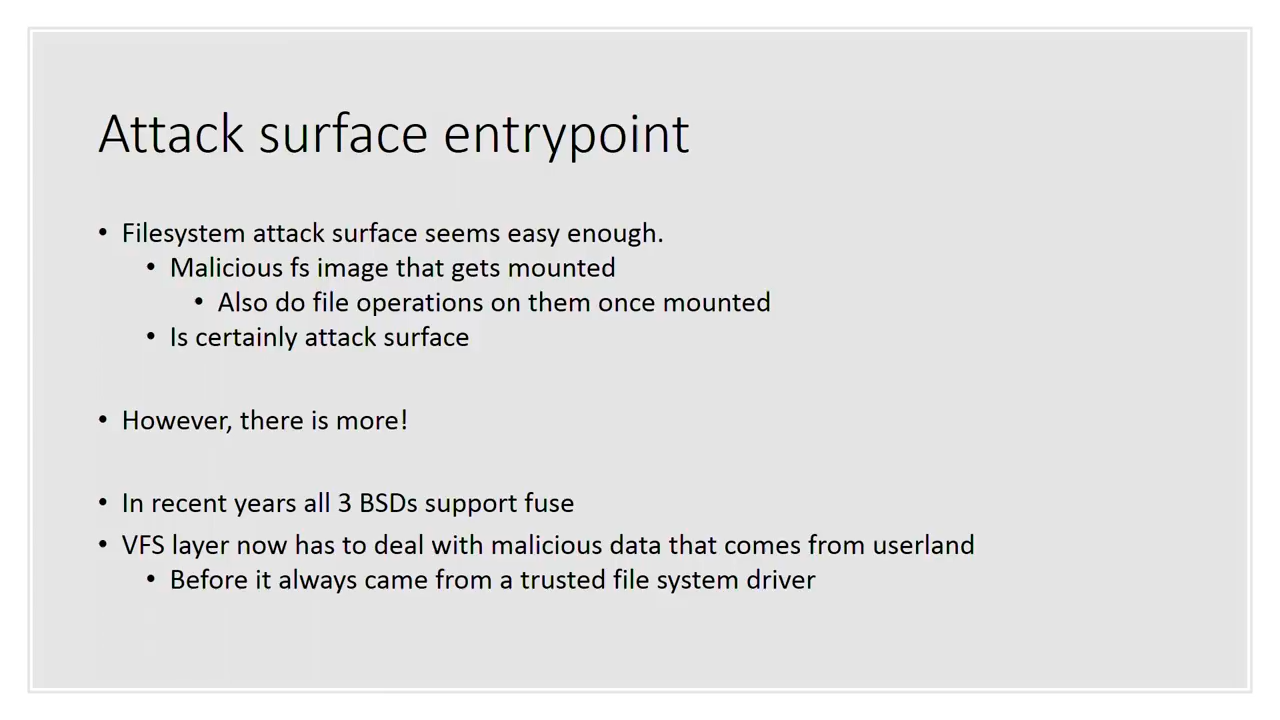 Attack surface entrypoint
• Filesystem attack surface seems easy enough.
• Malicious fs image that gets mounted
• Also do file operations on them once mounted
• Is certainly attack surface
• However, there is more!
• In recent years all 3 BSDs support fuse
• VFS layer now has to deal with malicious data that comes from userland
• Before it always came from a trusted file system driver